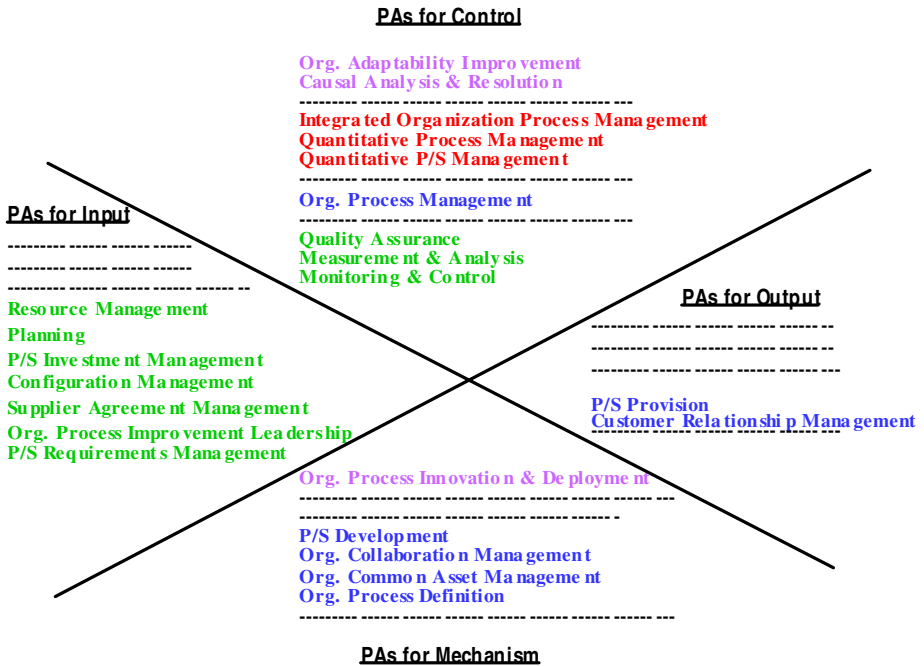 PAs for Control
Org. Adaptability Improvement
Causal Analysis & Resolution
--------- ------ ------ ------ ------ ------ ------ ---
Integrated Organization Process Management
Quantitative Process Management
Quantitative P/S Management
--------- ------ ------ ------ ------ ------ ------ ---
Org. Process Management
--------- ------ ------ ------ ------ ------ ------ ---
Quality Assurance
Measurement & Analysis
Monitoring & Control
PAs for Input
--------- ------ ------ ------
--------- ------ ------ ------
--------- ------ ------ ------ ------ --
Resource Management
Planning
P/S Investment Management
Configuration Management
Supplier Agreement Management
Org. Process Improvement Leadership
P/S Requirements Management
PAs for Output
--------- ------ ------ ------ ------ --
--------- ------ ------ ------ ------ --
--------- ------ ------ ------ ------ ---
P/S Provision
Customer Relationship Management
--------- ------ ------ ------ ------ ---
Org. Process Innovation & Deployment
--------- ------ ------ ------ ------ ------ ------ ------ ---
--------- ------ ------ ------ ------ ------ ------ -
P/S Development
Org. Collaboration Management
Org. Common Asset Management
Org. Process Definition
--------- ------ ------ ------ ------ ------ ------ ------ ---
PAs for Mechanism